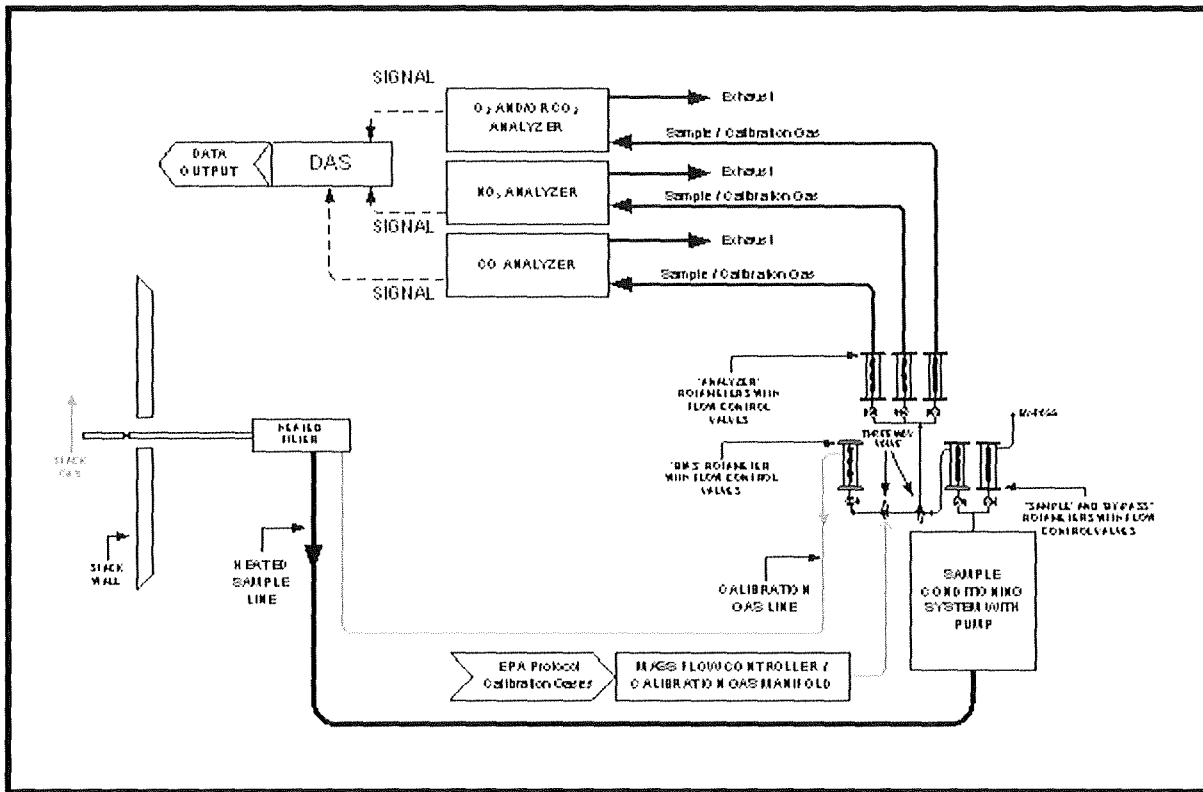 SIGNAL
O₂ AND/OR CO₂
ANALYZER
Exhaust
Sample / Calibration Gas
DATA
OUTPUT
DAS
NOₓ ANALYZER
Exhaust
Sample / Calibration Gas
SIGNAL
CO ANALYZER
Exhaust
Sample / Calibration Gas
SIGNAL
"ANALYZER"
ROTAMETERS WITH
FLOW CONTROL
VALVES
BYPASS
THREE WAY
VALVE
HEATED
FILTER
STACK
GAS
"BIAS" ROTAMETER
WITH FLOW CONTROL
VALVES
"SAMPLE" AND "BYPASS"
ROTAMETERS WITH FLOW
CONTROL VALVES
STACK
WALL
HEATED
SAMPLE
LINE
CALIBRATION
GAS LINE
SAMPLE
CONDITIONING
SYSTEM WITH
PUMP
EPA Protocol
Calibration Gases
MASS FLOW CONTROLLER /
CALIBRATION GAS MANIFOLD